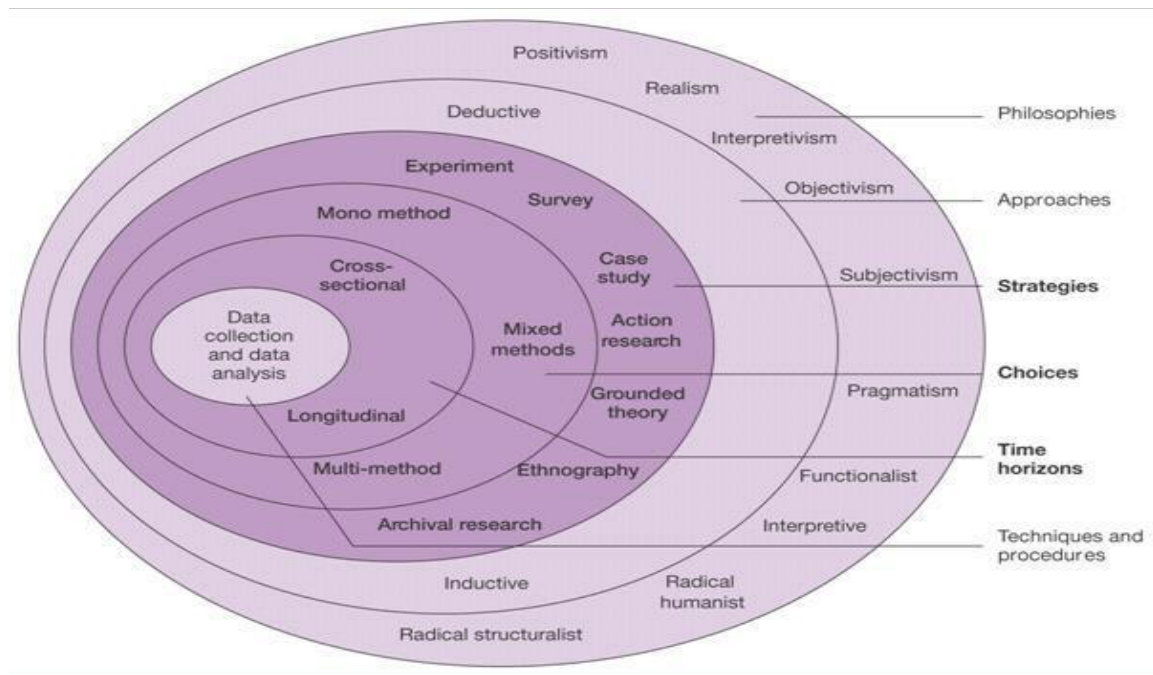 Positivism
Realism
Philosophies
Deductive
Interpretivism
Experiment
Objectivism
Survey
Approaches
Mono method
Case
study
Cross-
sectional
Subjectivism
Strategies
Data
collection
and data
analysis
Mixed
methods
Action
research
Choices
Grounded
theory
Pragmatism
Longitudinal
Time
horizons
Multi-method
Ethnography
Functionalist
Archival research
Interpretive
Techniques and
procedures
Inductive
Radical
humanist
Radical structuralist